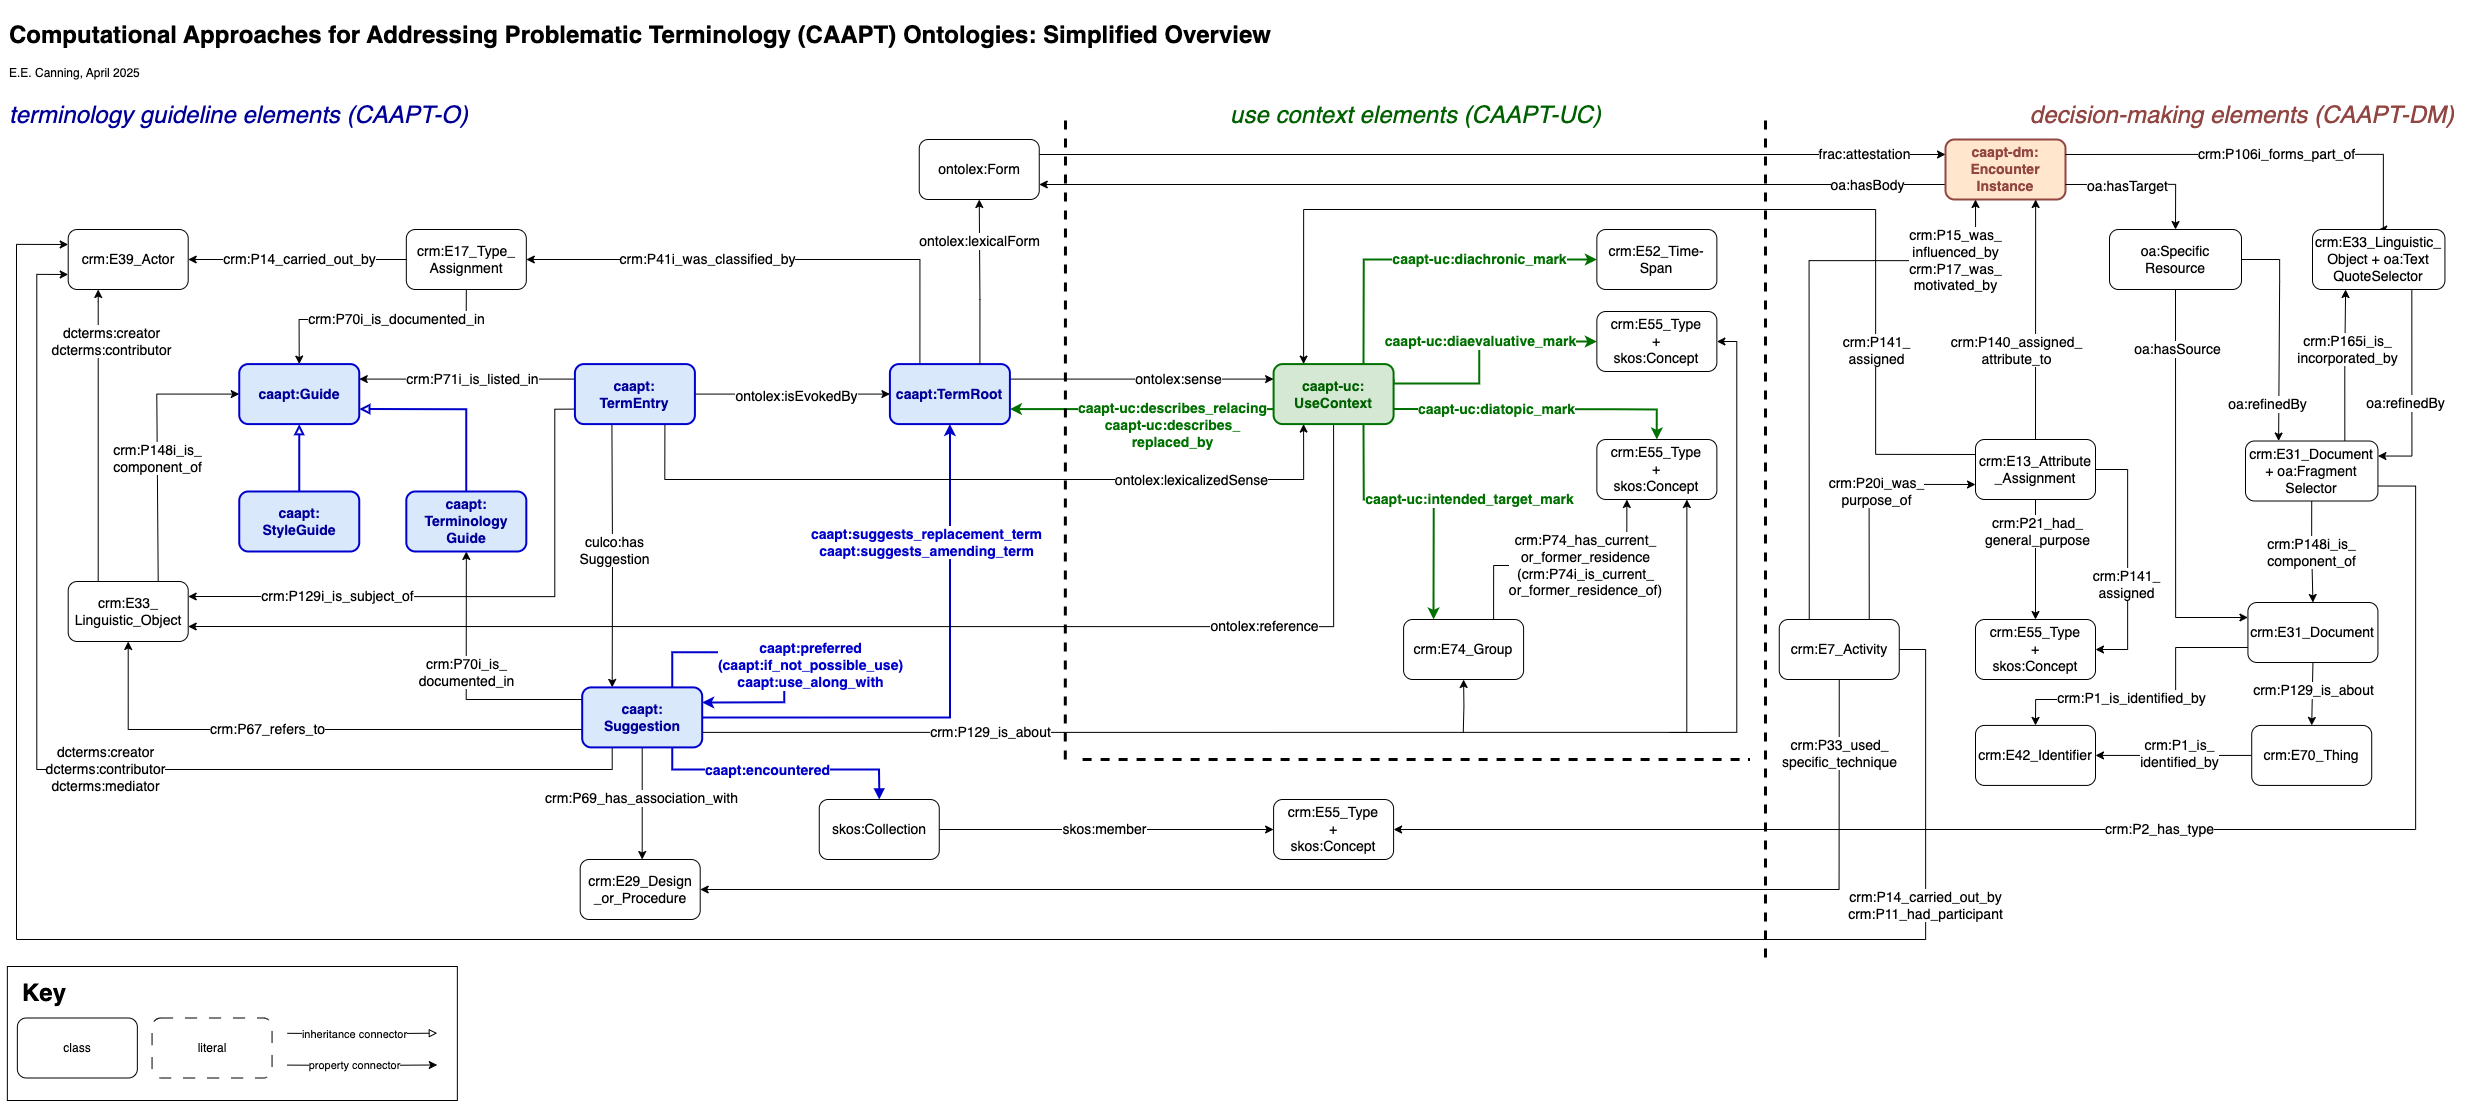 Computational Approaches for Addressing Problematic Terminology (CAAPT) Ontologies: Simplified Overview
E.E. Canning, April 2025
terminology guideline elements (CAAPT-O)
use context elements (CAAPT-UC)
decision-making elements (CAAPT-DM)
ontolex:Form
frac:attestation
oa:hasBody
caapt-dm:
Encounter
Instance
crm:P106i_forms_part_of
oa:hasTarget
crm:E39_Actor
crm:P14_carried_out_by
crm:E17_Type_
Assignment
crm:P41i_was_classified_by
ontolex:lexicalForm
caapt-uc:diachronic_mark
crm:E52_Time-
Span
crm:P15_was_
influenced_by
crm:P17_was_
motivated_by
oa:Specific
Resource
crm:E33_Linguistic_
Object + oa:Text
QuoteSelector
dcterms:creator
dcterms:contributor
crm:P70i_is_documented_in
caapt-uc:diaevaluative_mark
crm:E55_Type
+
skos:Concept
crm:P141_
assigned
crm:P140_assigned_
attribute_to
oa:hasSource
crm:P165i_is_
incorporated_by
caapt:Guide
crm:P71i_is_listed_in
caapt:
TermEntry
ontolex:isEvokedBy
caapt:TermRoot
ontolex:sense
caapt-uc:
UseContext
caapt-uc:describes_relacing
caapt-uc:describes_
replaced_by
caapt-uc:diatopic_mark
oa:refinedBy
oa:refinedBy
crm:P148i_is_
component_of
crm:E55_Type
+
skos:Concept
crm:E13_Attribute
_Assignment
crm:E31_Document
+ oa:Fragment
Selector
ontolex:lexicalizedSense
caapt-uc:intended_target_mark
crm:P20i_was_
purpose_of
caapt:
StyleGuide
caapt:
Terminology
Guide
culco:has
Suggestion
caapt:suggests_replacement_term
caapt:suggests_amending_term
crm:P74_has_current_
or_former_residence
(crm:P74i_is_current_
or_former_residence_of)
crm:P21_had_
general_purpose
crm:P141_
assigned
crm:P148i_is_
component_of
crm:E33_
Linguistic_Object
crm:P129i_is_subject_of
ontolex:reference
crm:E74_Group
crm:E7_Activity
crm:E55_Type
+
skos:Concept
crm:E31_Document
crm:P70i_is_
documented_in
caapt:preferred
(caapt:if_not_possible_use)
caapt:use_along_with
crm:P129_is_about
crm:P1_is_identified_by
caapt:
Suggestion
crm:P67_refers_to
crm:P129_is_about
crm:P33_used_
specific_technique
crm:E42_Identifier
crm:P1_is_
identified_by
crm:E70_Thing
dcterms:creator
dcterms:contributor
dcterms:mediator
caapt:encountered
crm:P69_has_association_with
skos:Collection
skos:member
crm:E55_Type
+
skos:Concept
crm:P2_has_type
crm:E29_Design
_or_Procedure
crm:P14_carried_out_by
crm:P11_had_participant
Key
class
literal
inheritance connector
property connector